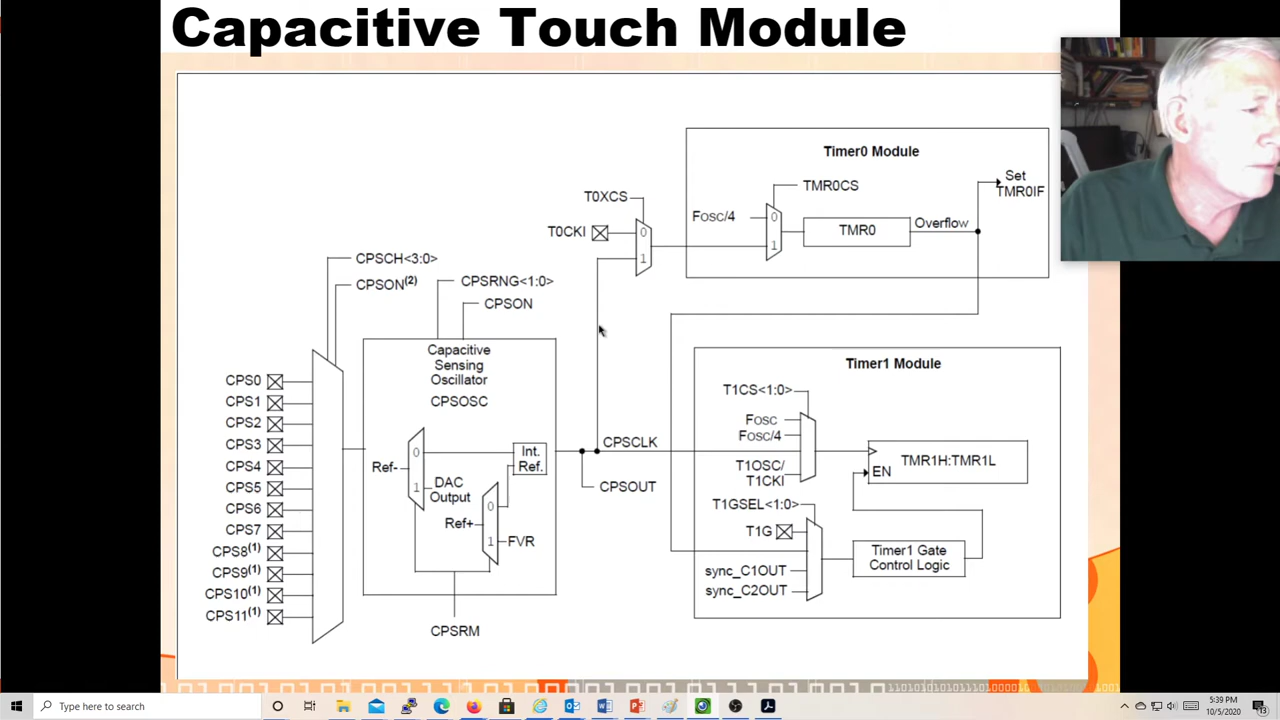 Capacitive Touch Module
Timer0 Module
TMR0CS
Set
TMR0IF
T0XCS
FOSC/4
0
TMR0
Overflow
T0CKI
0
1
1
CPSCH<3:0>
CPSON(2)
CPSRNG<1:0>
CPSON
Capacitive
Sensing
Oscillator
CPSOSC
Timer1 Module
T1CS<1:0>
FOSC
FOSC/4
T1OSC/
T1CKI
TMR1H:TMR1L
EN
T1GSEL<1:0>
T1G
sync_C1OUT
sync_C2OUT
Timer1 Gate
Control Logic
CPS0
CPS1
CPS2
CPS3
CPS4
CPS5
CPS6
CPS7
CPS8(1)
CPS9(1)
CPS10(1)
CPS11(1)
0
Ref-
1
DAC
Output
Int.
Ref.
0
Ref+
1
FVR
CPSCLK
CPSOUT
CPSRM
Type here to search
5:39 PM
10/5/2020